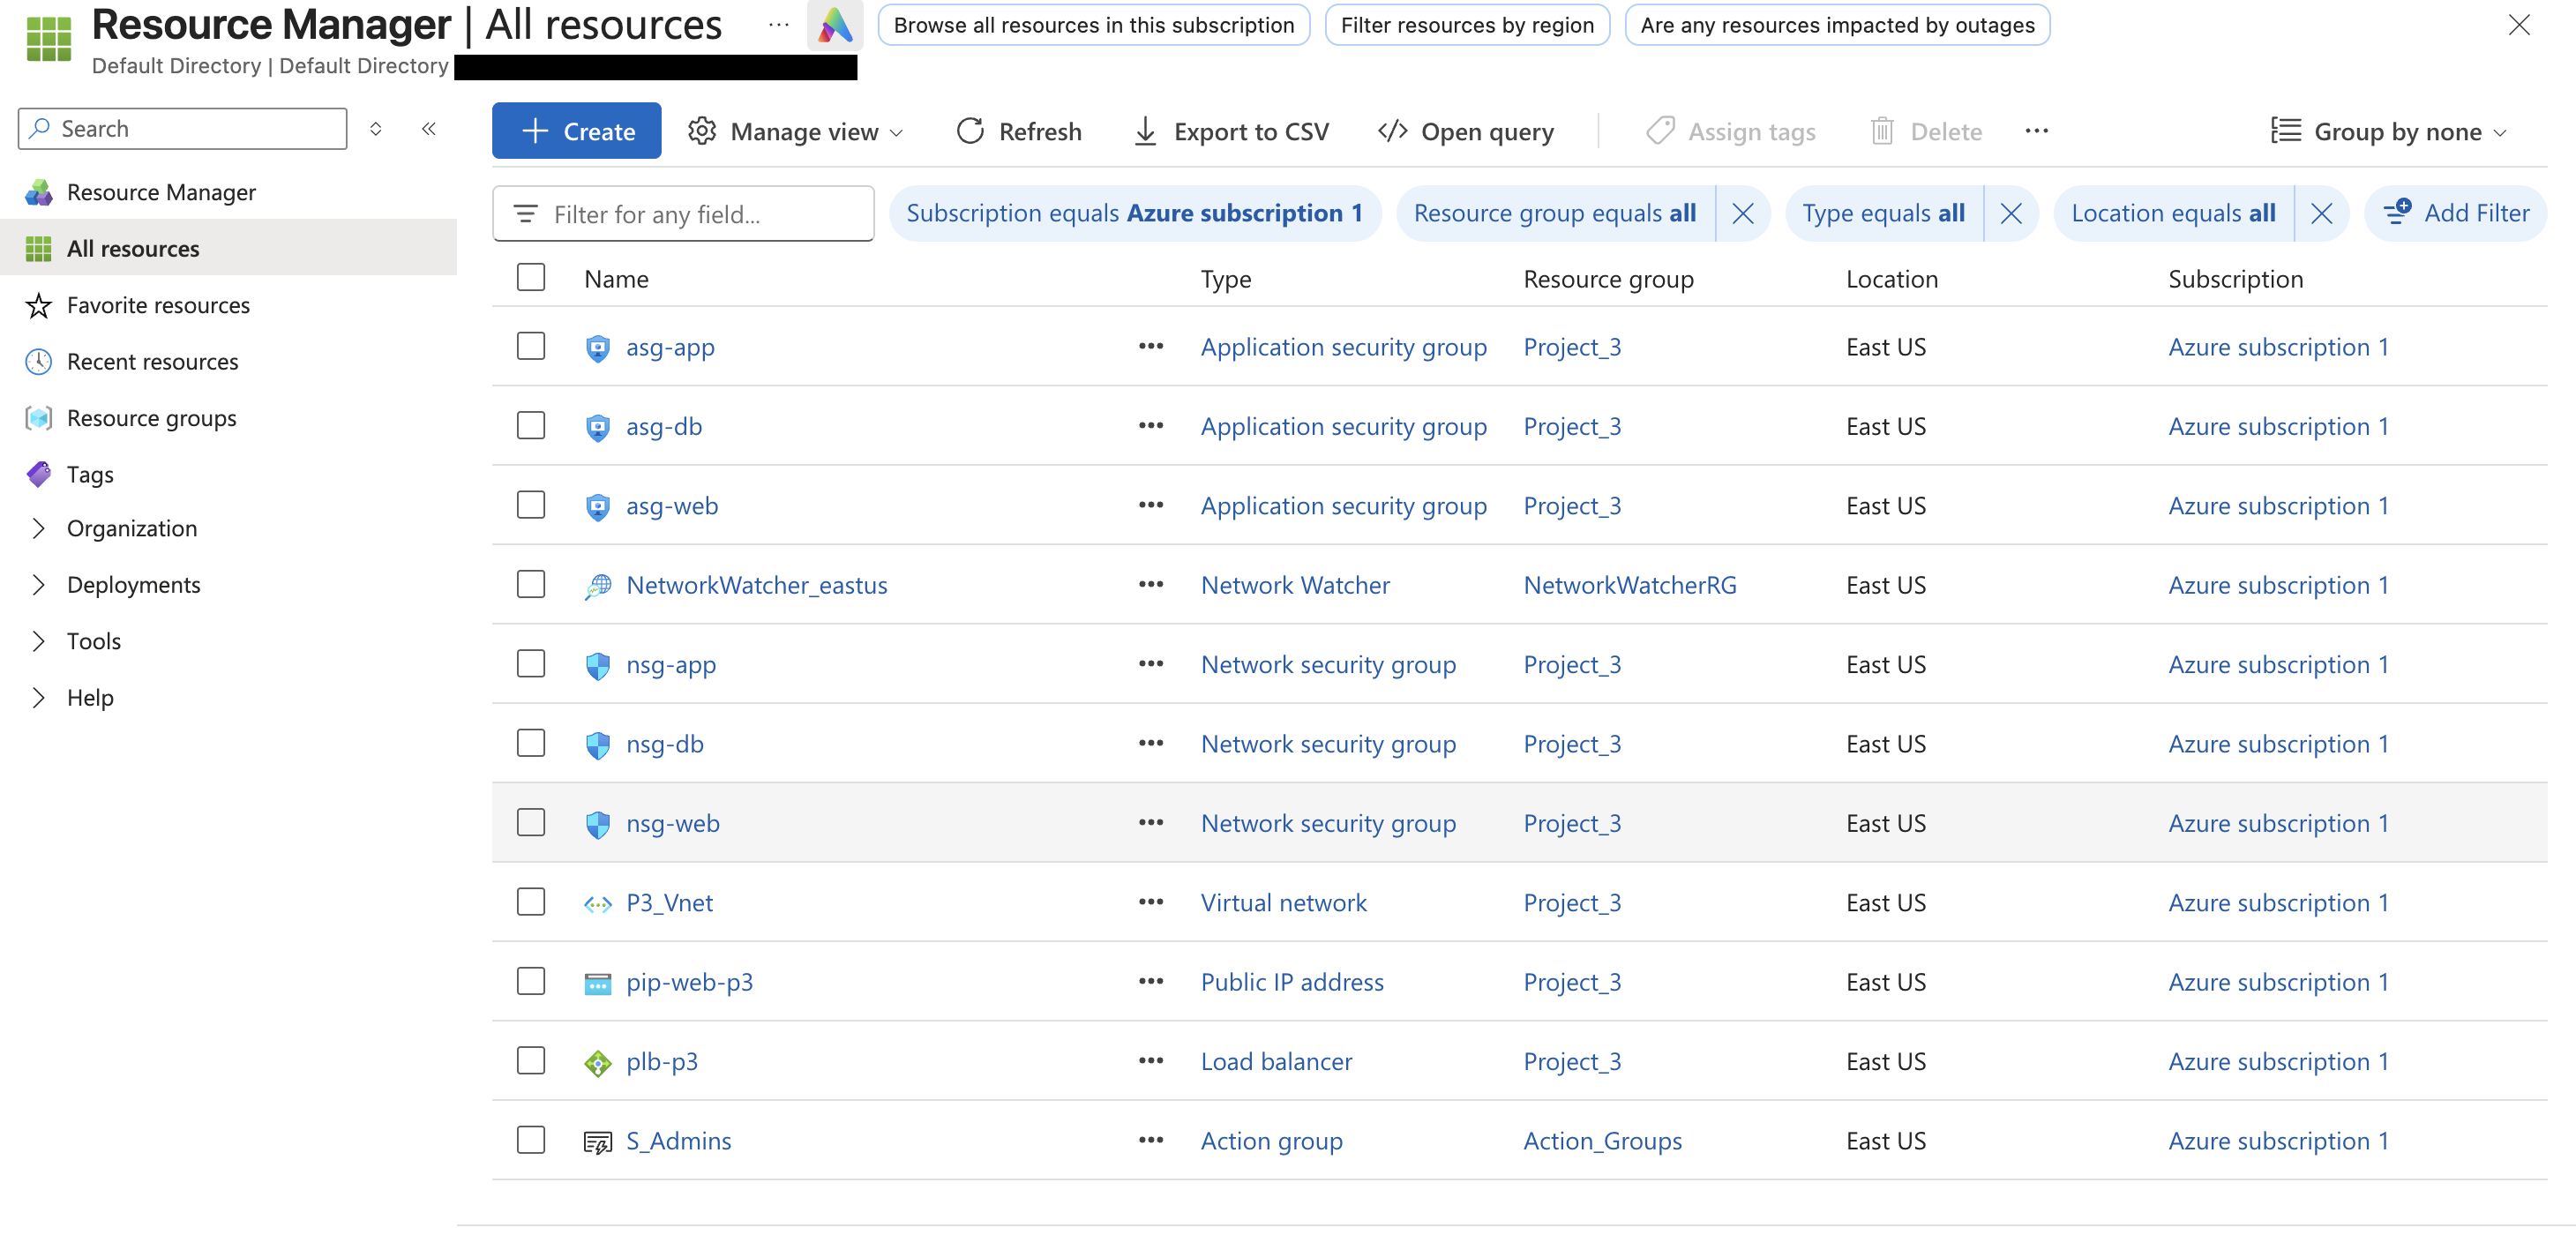 Resource Manager | All resources ...
Browse all resources in this subscription
Filter resources by region
Are any resources impacted by outages
Default Directory | Default Directory
Search
Create
Manage view
Refresh
Export to CSV
Open query
Assign tags
Delete
...
Group by none
Resource Manager
All resources
Favorite resources
Recent resources
Resource groups
Tags
Organization
Deployments
Tools
Help
Filter for any field...
Subscription equals Azure subscription 1
Resource group equals all
Type equals all
Location equals all
Add Filter
Name Type Resource group Location Subscription
asg-app ... Application security group Project_3 East US Azure subscription 1
asg-db ... Application security group Project_3 East US Azure subscription 1
asg-web ... Application security group Project_3 East US Azure subscription 1
NetworkWatcher_eastus ... Network Watcher NetworkWatcherRG East US Azure subscription 1
nsg-app ... Network security group Project_3 East US Azure subscription 1
nsg-db ... Network security group Project_3 East US Azure subscription 1
nsg-web ... Network security group Project_3 East US Azure subscription 1
P3_Vnet ... Virtual network Project_3 East US Azure subscription 1
pip-web-p3 ... Public IP address Project_3 East US Azure subscription 1
plb-p3 ... Load balancer Project_3 East US Azure subscription 1
S_Admins ... Action group Action_Groups East US Azure subscription 1